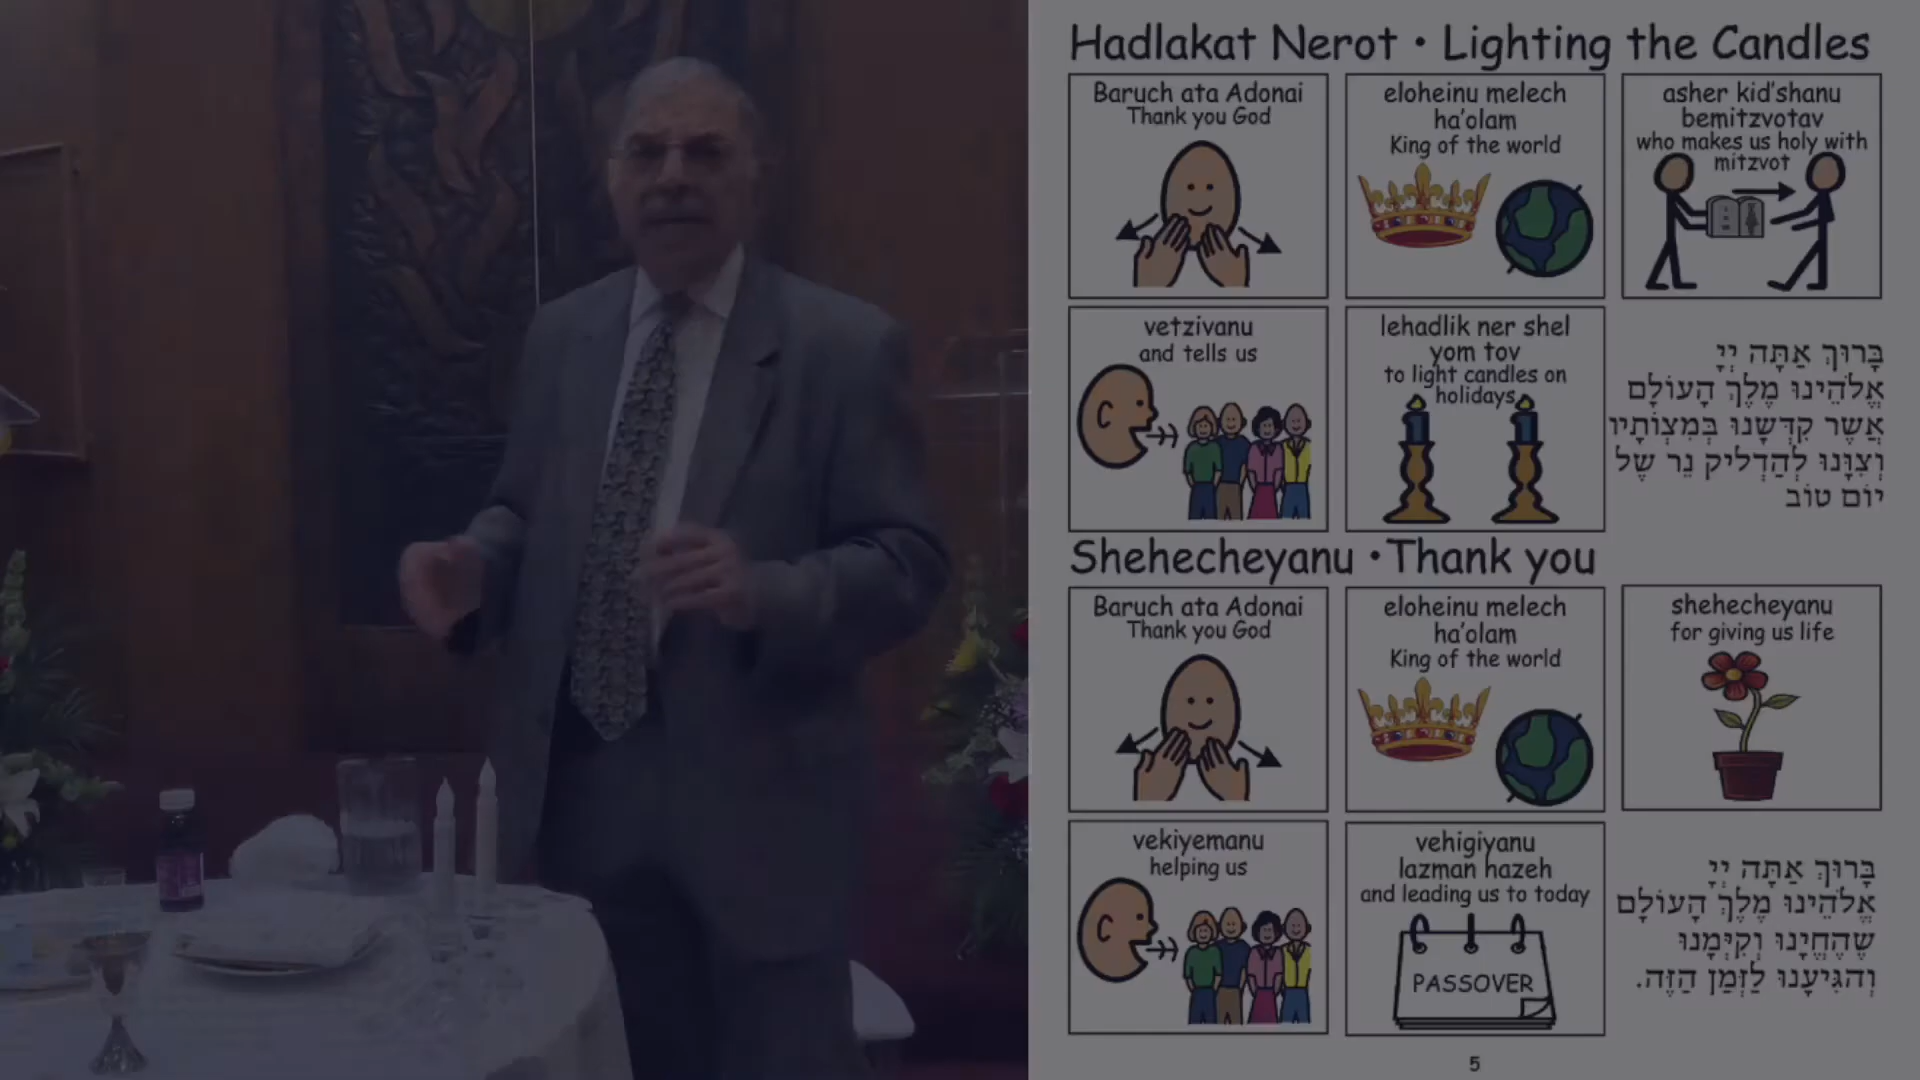 Hadlakat Nerot • Lighting the Candles
Baruch ata Adonai
Thank you God
eloheinu melech
ha'olam
King of the world
asher kid'shanu
bemitzvotav
who makes us holy with
mitzvot
vetzivanu
and tells us
lehadlik ner shel
yom tov
to light candles on
holidays
בָּרוּךְ אַתָּה יְיָ
אֱלֹהֵינוּ מֶלֶךְ הָעוֹלָם
אֲשֶׁר קִדְּשָׁנוּ בְּמִצְוֹתָיו
וְצִוָּנוּ לְהַדְלִיק נֵר שֶׁל
יוֹם טוֹב
Shehecheyanu • Thank you
Baruch ata Adonai
Thank you God
eloheinu melech
ha'olam
King of the world
shehecheyanu
for giving us life
vekiyemanu
helping us
vehigiyanu
lazman hazeh
and leading us to today
PASSOVER
בָּרוּךְ אַתָּה יְיָ
אֱלֹהֵינוּ מֶלֶךְ הָעוֹלָם
שֶׁהֶחֱיָנוּ וְקִיְּמָנוּ
וְהִגִּיעָנוּ לַזְּמַן הַזֶּה.
5